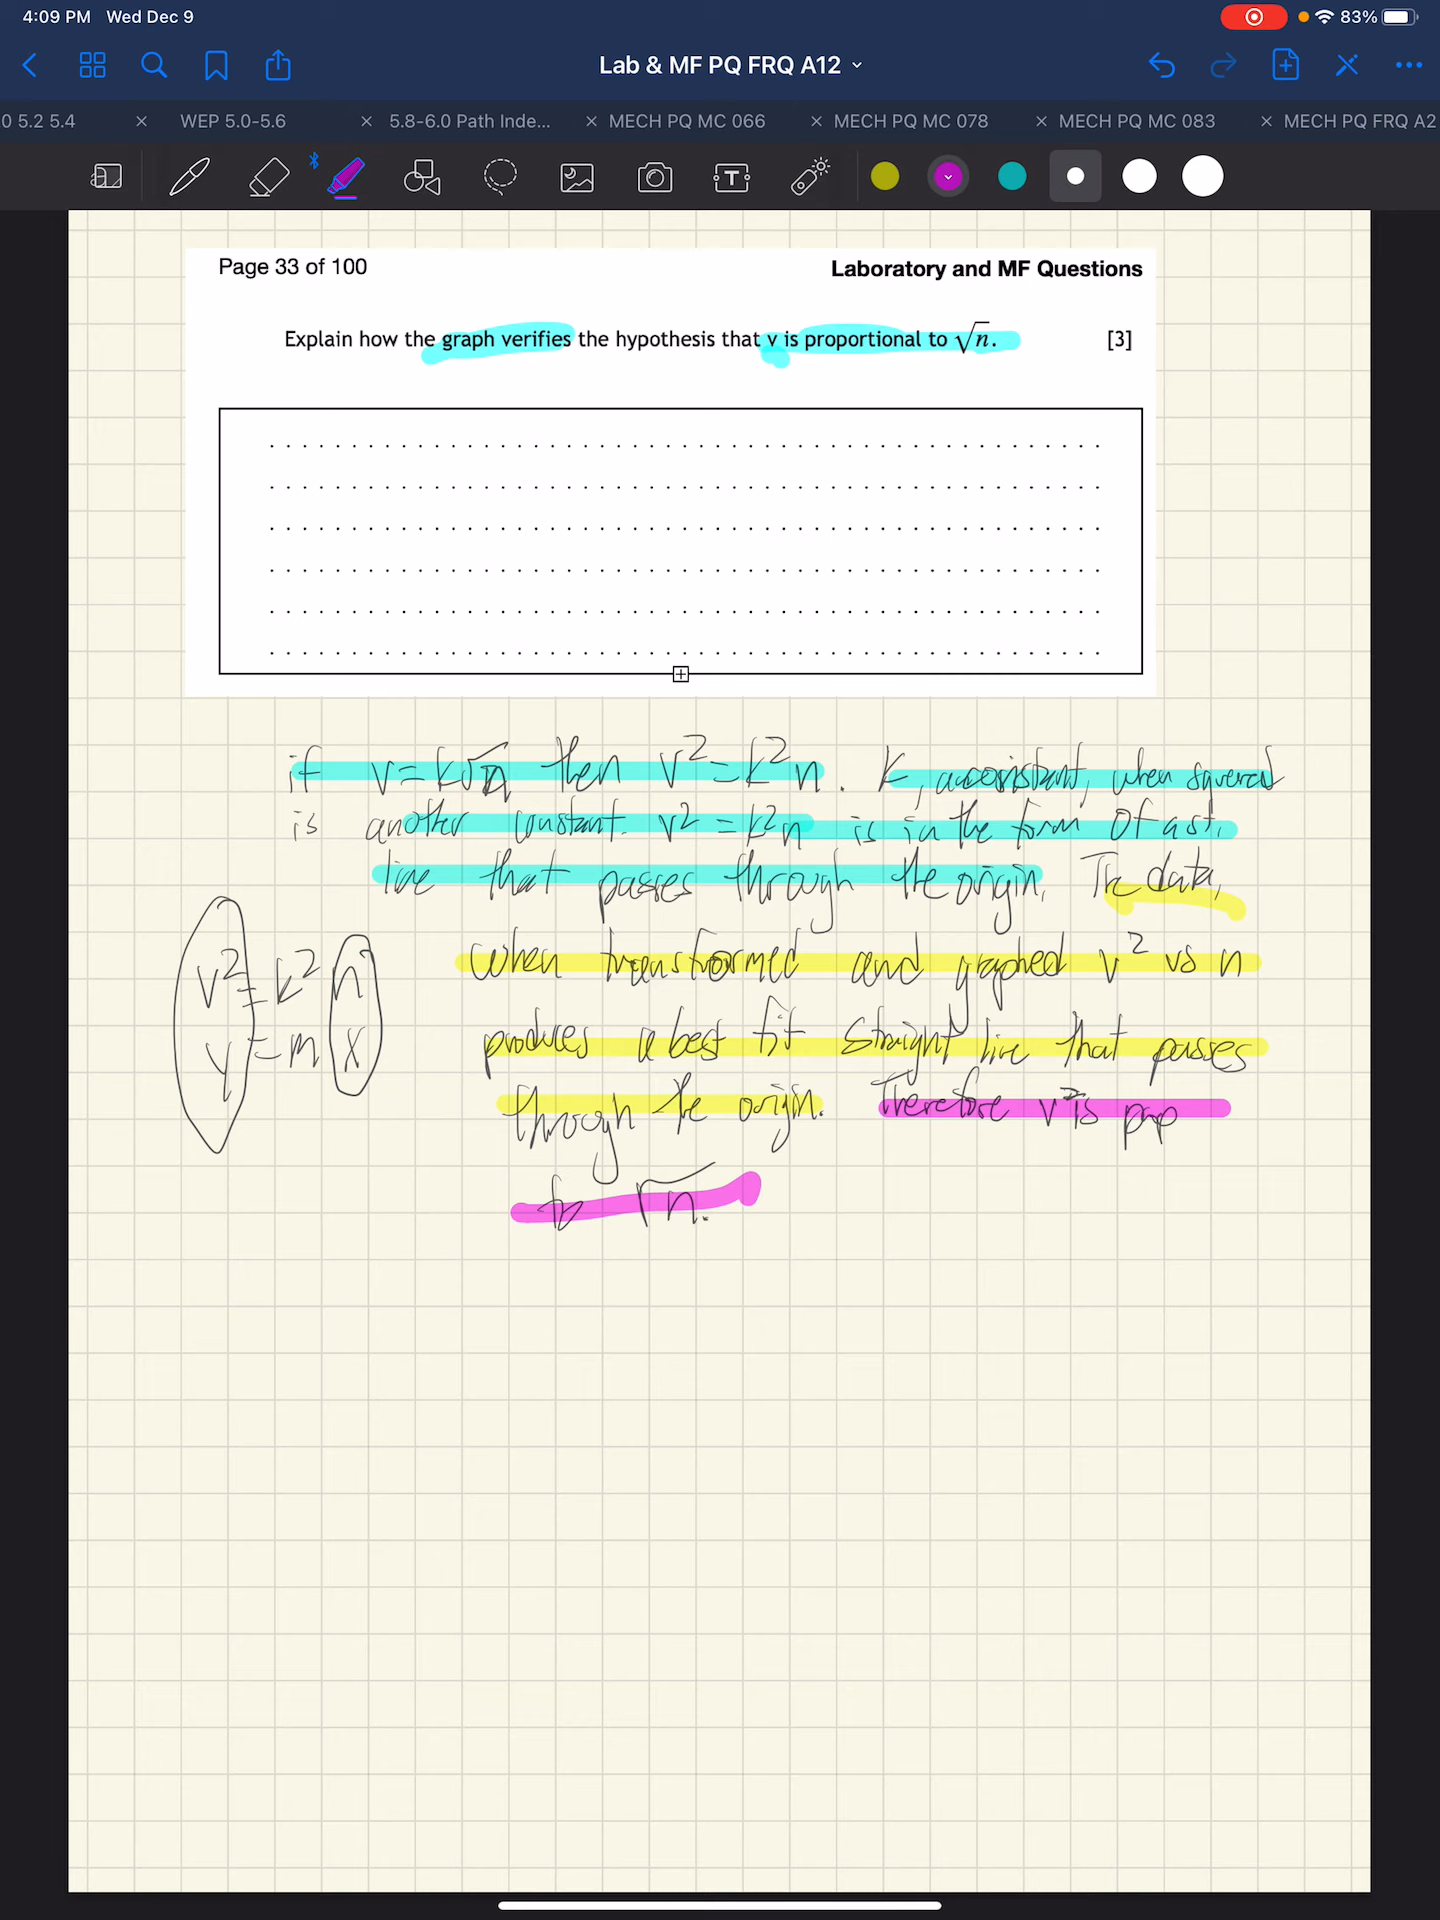 4:09 PM Wed Dec 9
83%
Lab & MF PQ FRQ A12
0 5.2 5.4 × WEP 5.0-5.6 × 5.8-6.0 Path Inde... × MECH PQ MC 066 × MECH PQ MC 078 × MECH PQ MC 083 × MECH PQ FRQ A2
T
Page 33 of 100
Laboratory and MF Questions
Explain how the graph verifies the hypothesis that v is proportional to √n. [3]
if v = k√n then v² = k²n. K, a constant, when squared
is another constant. v² = k²n is in the form of a st.
line that passes through the origin. The data,
when transformed and graphed v² vs n
produces a best fit straight line that passes
through the origin. Therefore v² is prop
to √n.
v² = k² n
y = m x